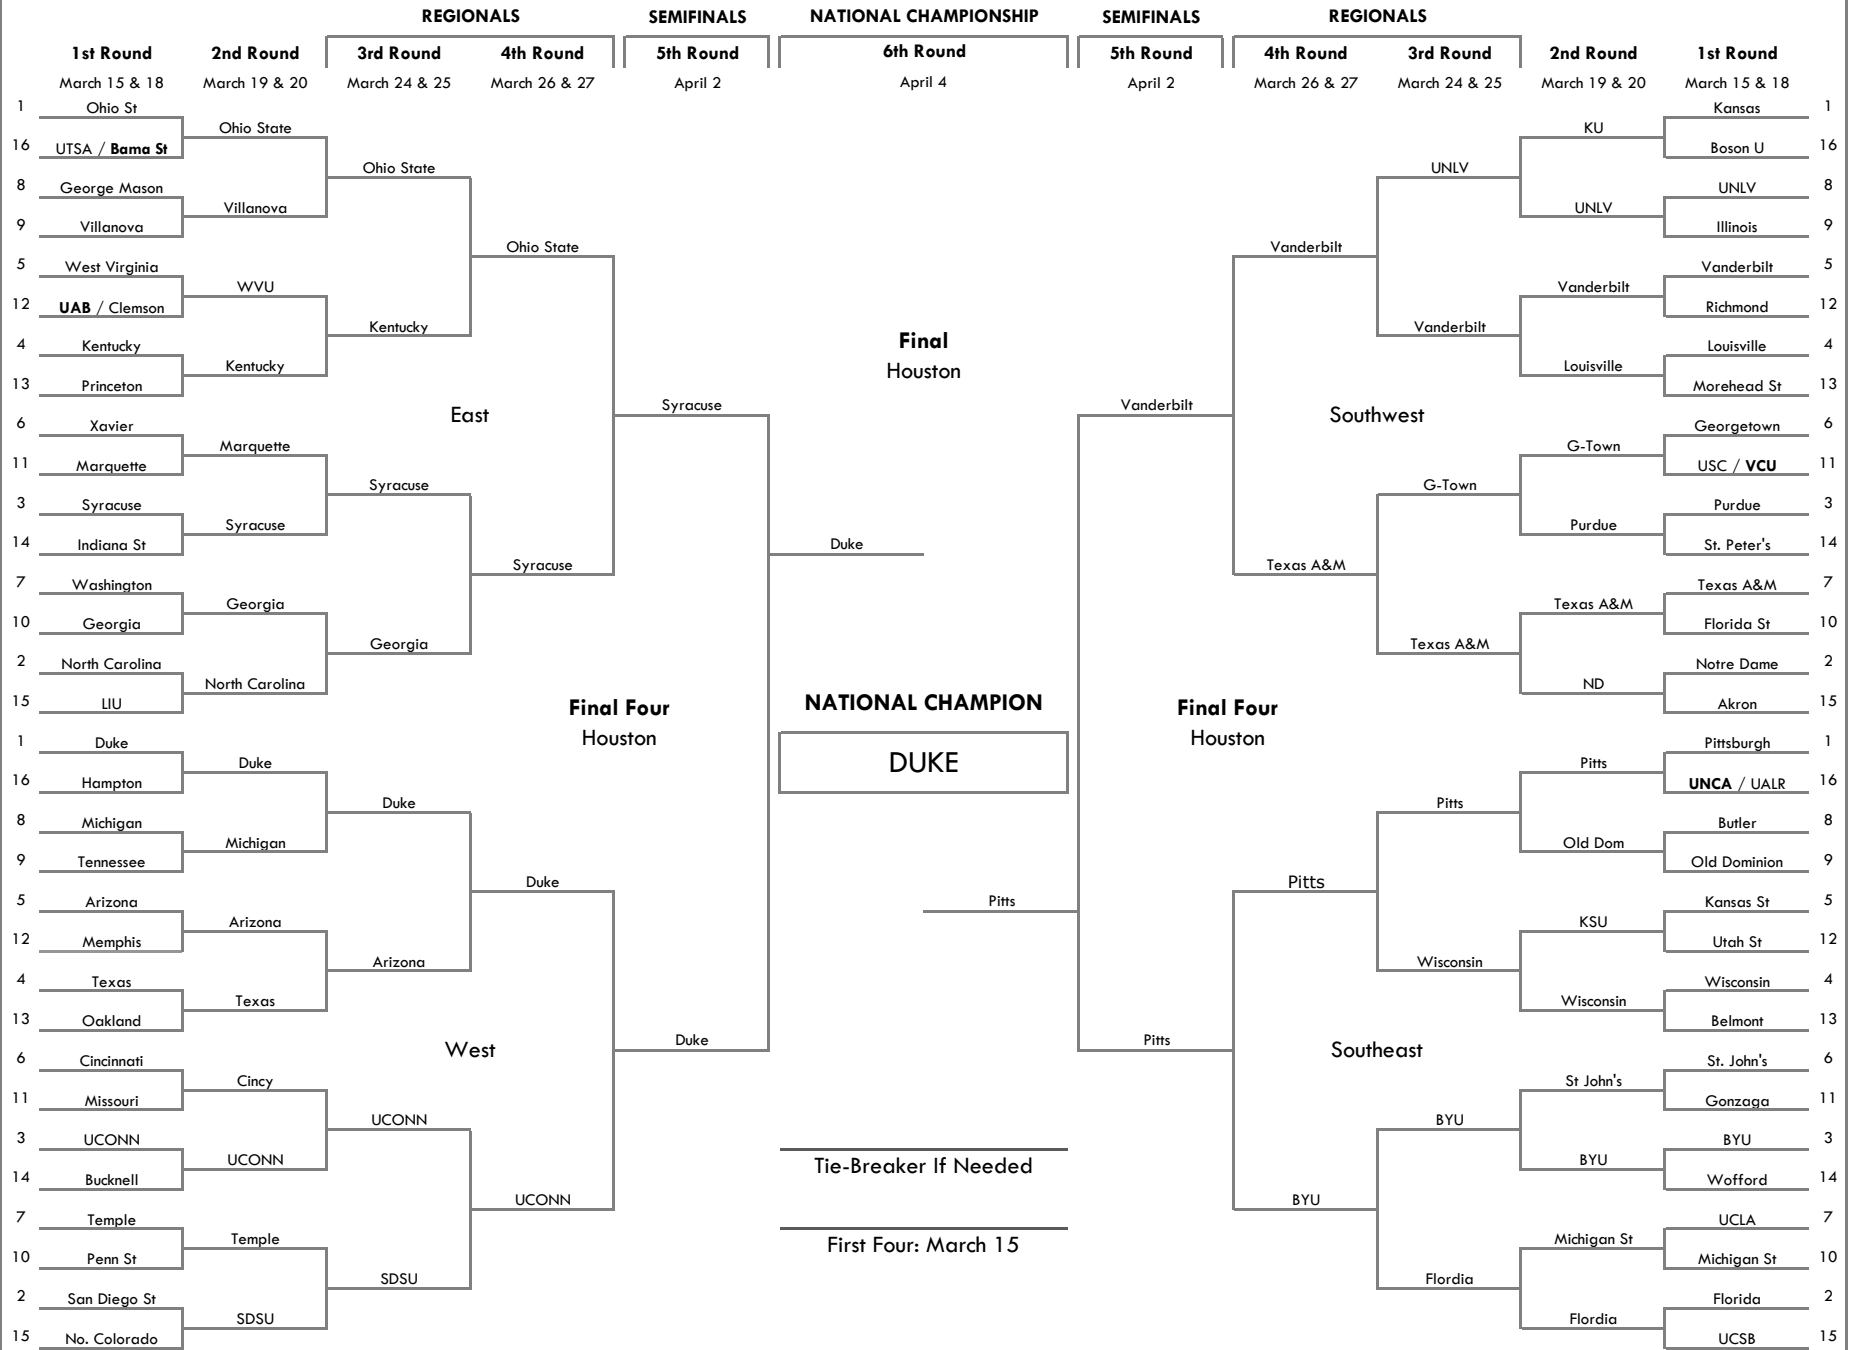 REGIONALS SEMIFINALS NATIONAL CHAMPIONSHIP SEMIFINALS REGIONALS
1st Round 2nd Round 3rd Round 4th Round 5th Round 6th Round 5th Round 4th Round 3rd Round 2nd Round 1st Round
March 15 & 18 March 19 & 20 March 24 & 25 March 26 & 27 April 2 April 4 April 2 March 26 & 27 March 24 & 25 March 19 & 20 March 15 & 18
1 Ohio St Kansas 1
Ohio State KU
16 UTSA / Bama St Boson U 16
Ohio State UNLV
8 George Mason UNLV 8
Villanova UNLV
9 Villanova Illinois 9
Ohio State Vanderbilt
5 West Virginia Vanderbilt 5
WVU Vanderbilt
12 UAB / Clemson Richmond 12
Kentucky Vanderbilt
Final
4 Kentucky Louisville 4
Kentucky Louisville
Houston
13 Princeton Morehead St 13
Syracuse Vanderbilt
East Southwest
6 Xavier Georgetown 6
Marquette G-Town
11 Marquette USC / VCU 11
Syracuse G-Town
3 Syracuse Purdue 3
Syracuse Purdue
14 Indiana St Duke St. Peter's 14
Syracuse Texas A&M
7 Washington Texas A&M 7
Georgia Texas A&M
10 Georgia Florida St 10
Georgia Texas A&M
2 North Carolina Notre Dame 2
North Carolina ND
15 LIU NATIONAL CHAMPION Akron 15
Final Four Final Four
Houston Houston
1 Duke Pittsburgh 1
Duke DUKE Pitts
16 Hampton UNCA / UALR 16
Duke Pitts
8 Michigan Butler 8
Michigan Old Dom
9 Tennessee Old Dominion 9
Duke Pitts
5 Arizona Pitts Kansas St 5
Arizona KSU
12 Memphis Utah St 12
Arizona Wisconsin
4 Texas Wisconsin 4
Texas Wisconsin
13 Oakland Belmont 13
Duke Pitts
West Southeast
6 Cincinnati St. John's 6
Cincy St John's
11 Missouri Gonzaga 11
UCONN BYU
3 UCONN BYU 3
UCONN BYU
Tie-Breaker If Needed
14 Bucknell Wofford 14
UCONN BYU
7 Temple UCLA 7
Temple Michigan St
First Four: March 15
10 Penn St Michigan St 10
SDSU Flordia
2 San Diego St Florida 2
SDSU Flordia
15 No. Colorado UCSB 15